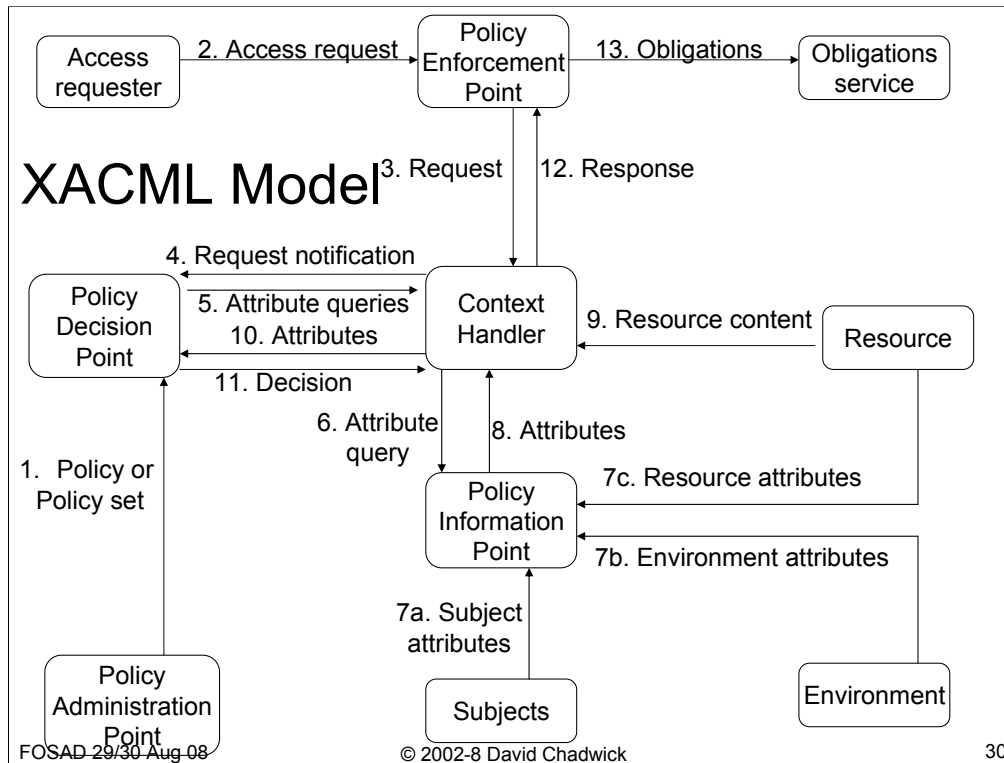 Access
requester
2. Access request
Policy
Enforcement
Point
13. Obligations
Obligations
service
XACML Model
3. Request
12. Response
4. Request notification
5. Attribute queries
10. Attributes
11. Decision
Policy
Decision
Point
Context
Handler
9. Resource content
Resource
6. Attribute
query
8. Attributes
1. Policy or
Policy set
Policy
Information
Point
7c. Resource attributes
7b. Environment attributes
7a. Subject
attributes
Policy
Administration
Point
Subjects
Environment
FOSAD 29/30 Aug 08
© 2002-8 David Chadwick
30